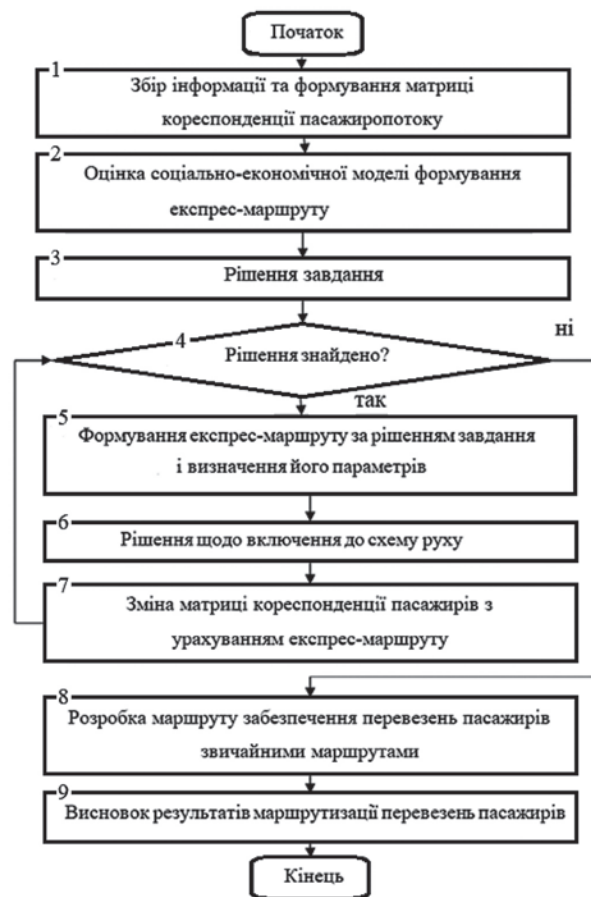 Початок
1
Збір інформації та формування матриці
кореспонденції пасажиропотоку
2
Оцінка соціально-економічної моделі формування
експрес-маршруту
3
Рішення завдання
ні
4
Рішення знайдено?
так
5
Формування експрес-маршруту за рішенням завдання
і визначення його параметрів
6
Рішення щодо включення до схему руху
7
Зміна матриці кореспонденції пасажирів з
урахуванням експрес-маршруту
8
Розробка маршруту забезпечення перевезень пасажирів
звичайними маршрутами
9
Висновок результатів маршрутизації перевезень пасажирів
Кінець